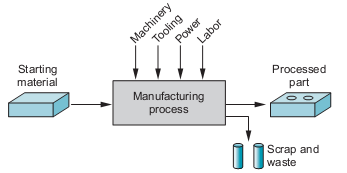 Machinery
Tooling
Power
Labor
Starting
material
Manufacturing
process
Processed
part
Scrap and
waste